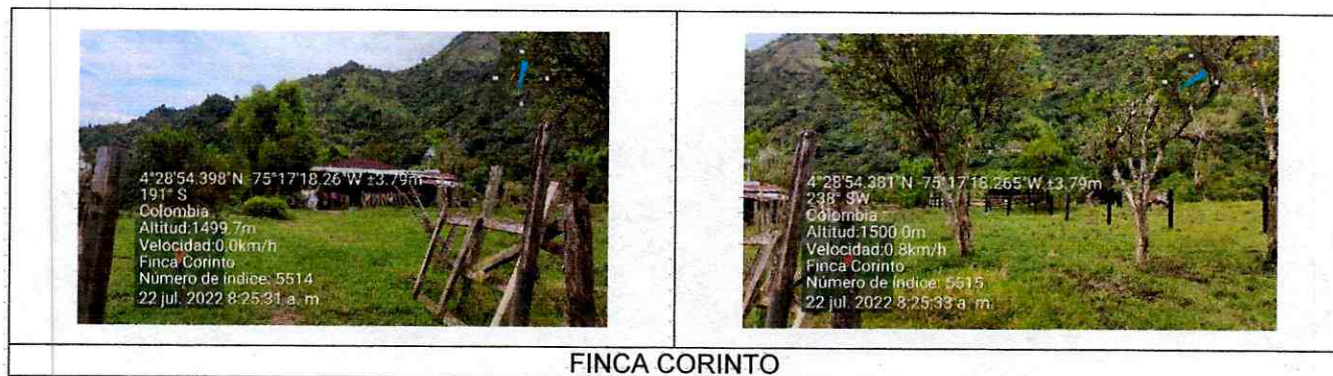 4°28'54.398"N -75°17'18.26"W ±3.79m
191° S
Colombia
Altitud:1499.7m
Velocidad:0.0km/h
Finca Corinto
Número de índice: 5514
22 jul. 2022 8:25:31 a. m.
4°28'54.381"N -75°17'18.265"W ±3.79m
238° SW
Colombia
Altitud:1500.0m
Velocidad:0.8km/h
Finca Corinto
Número de índice: 5515
22 jul. 2022 8:25:33 a. m.
FINCA CORINTO